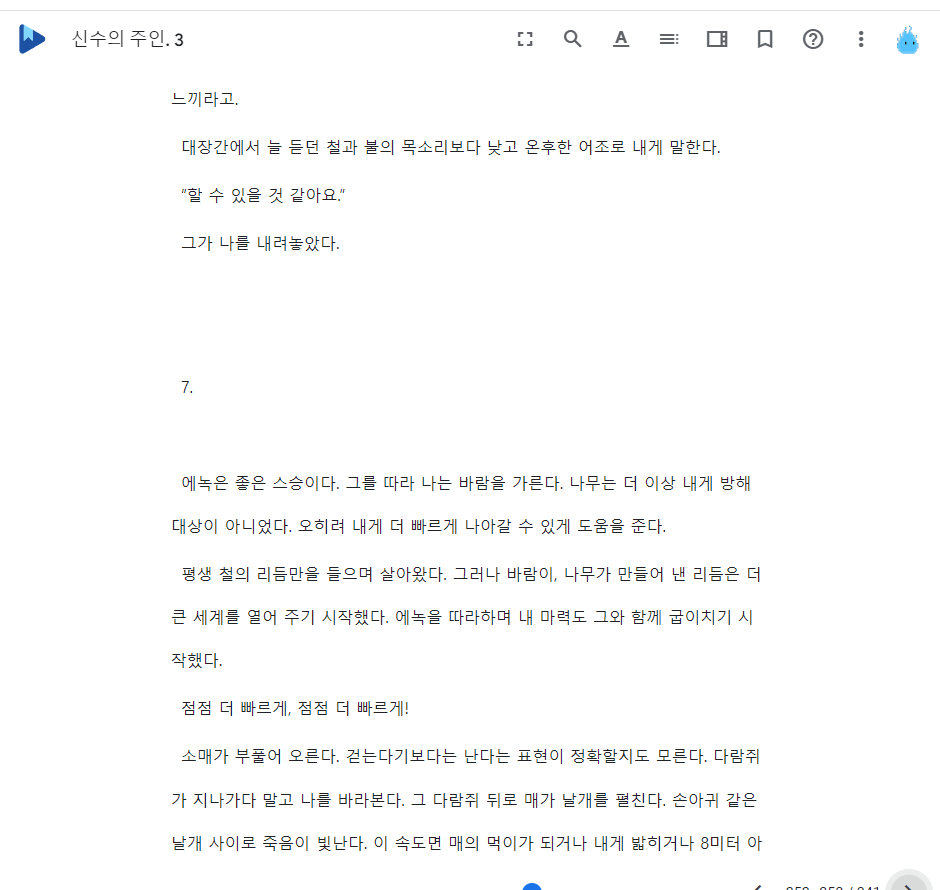 신수의 주인. 3
느끼라고.
대장간에서 늘 듣던 철과 불의 목소리보다 낮고 온후한 어조로 내게 말한다.
“할 수 있을 것 같아요.”
그가 나를 내려놓았다.
7.
에녹은 좋은 스승이다. 그를 따라 나는 바람을 가른다. 나무는 더 이상 내게 방해
대상이 아니었다. 오히려 내게 더 빠르게 나아갈 수 있게 도움을 준다.
평생 철의 리듬만을 들으며 살아왔다. 그러나 바람이, 나무가 만들어 낸 리듬은 더
큰 세계를 열어 주기 시작했다. 에녹을 따라하며 내 마력도 그와 함께 굽이치기 시
작했다.
점점 더 빠르게, 점점 더 빠르게!
소매가 부풀어 오른다. 걷는다기보다는 난다는 표현이 정확할지도 모른다. 다람쥐
가 지나가다 말고 나를 바라본다. 그 다람쥐 뒤로 매가 날개를 펼친다. 손아귀 같은
날개 사이로 죽음이 빛난다. 이 속도면 매의 먹이가 되거나 내게 밟히거나 8미터 아